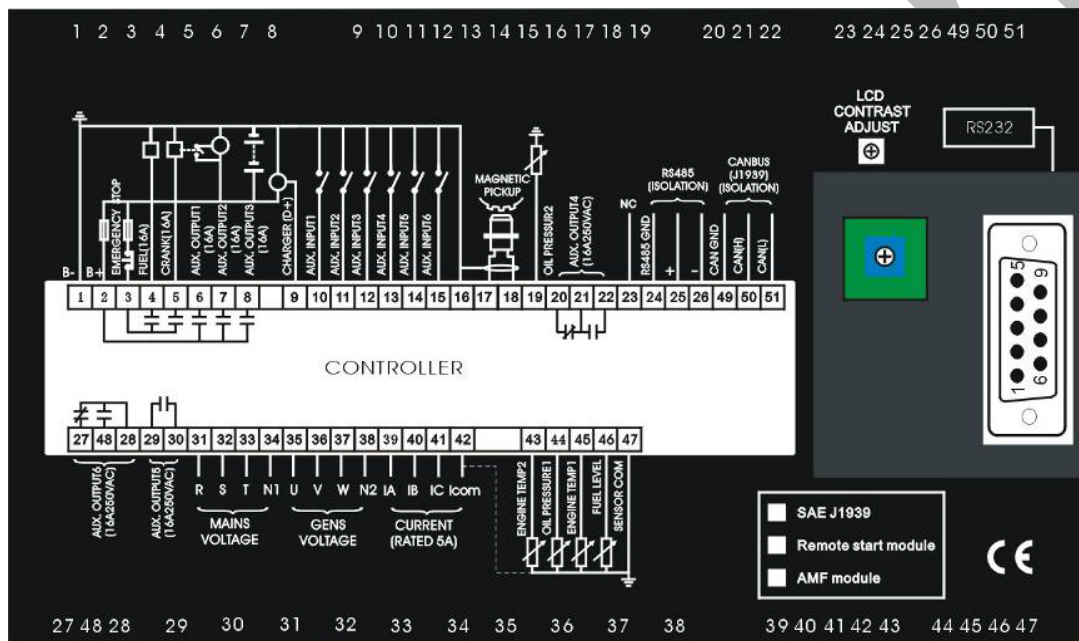 1 2 3 4 5 6 7 8 9 10 11 12 13 14 15 16 17 18 19 20 21 22 23 24 25 26 49 50 51
LCD
CONTRAST
ADJUST
RS232
B-
B+
EMERGENCY STOP
FUEL(16A)
CRANK(16A)
AUX. OUTPUT1
(16A)
AUX. OUTPUT2
(16A)
AUX. OUTPUT3
(16A)
CHARGER (D+)
AUX. INPUT1
AUX. INPUT2
AUX. INPUT3
AUX. INPUT4
AUX. INPUT5
AUX. INPUT6
MAGNETIC
PICKUP
OIL PRESSUR2
AUX. OUTPUT4
(16A250VAC)
NC
RS485
(ISOLATION)
RS485 GND
+
−
CANBUS
(J1939)
(ISOLATION)
CAN GND
CAN(H)
CAN(L)
1 2 3 4 5 6 7 8 9 10 11 12 13 14 15 16 17 18 19 20 21 22 23 24 25 26 49 50 51
CONTROLLER
5
9
1
6
27 48 28 29 30 31 32 33 34 35 36 37 38 39 40 41 42 43 44 45 46 47
AUX. OUTPUT6
(16A250VAC)
AUX. OUTPUT5
(16A250VAC)
R S T N1 U V W N2 IA IB IC Icom
MAINS
VOLTAGE
GENS
VOLTAGE
CURRENT
(RATED 5A)
ENGINE TEMP2
OIL PRESSURE1
ENGINE TEMP1
FUEL LEVEL
SENSOR COM
SAE J1939
Remote start module
AMF module
CE
27 48 28 29 30 31 32 33 34 35 36 37 38 39 40 41 42 43 44 45 46 47